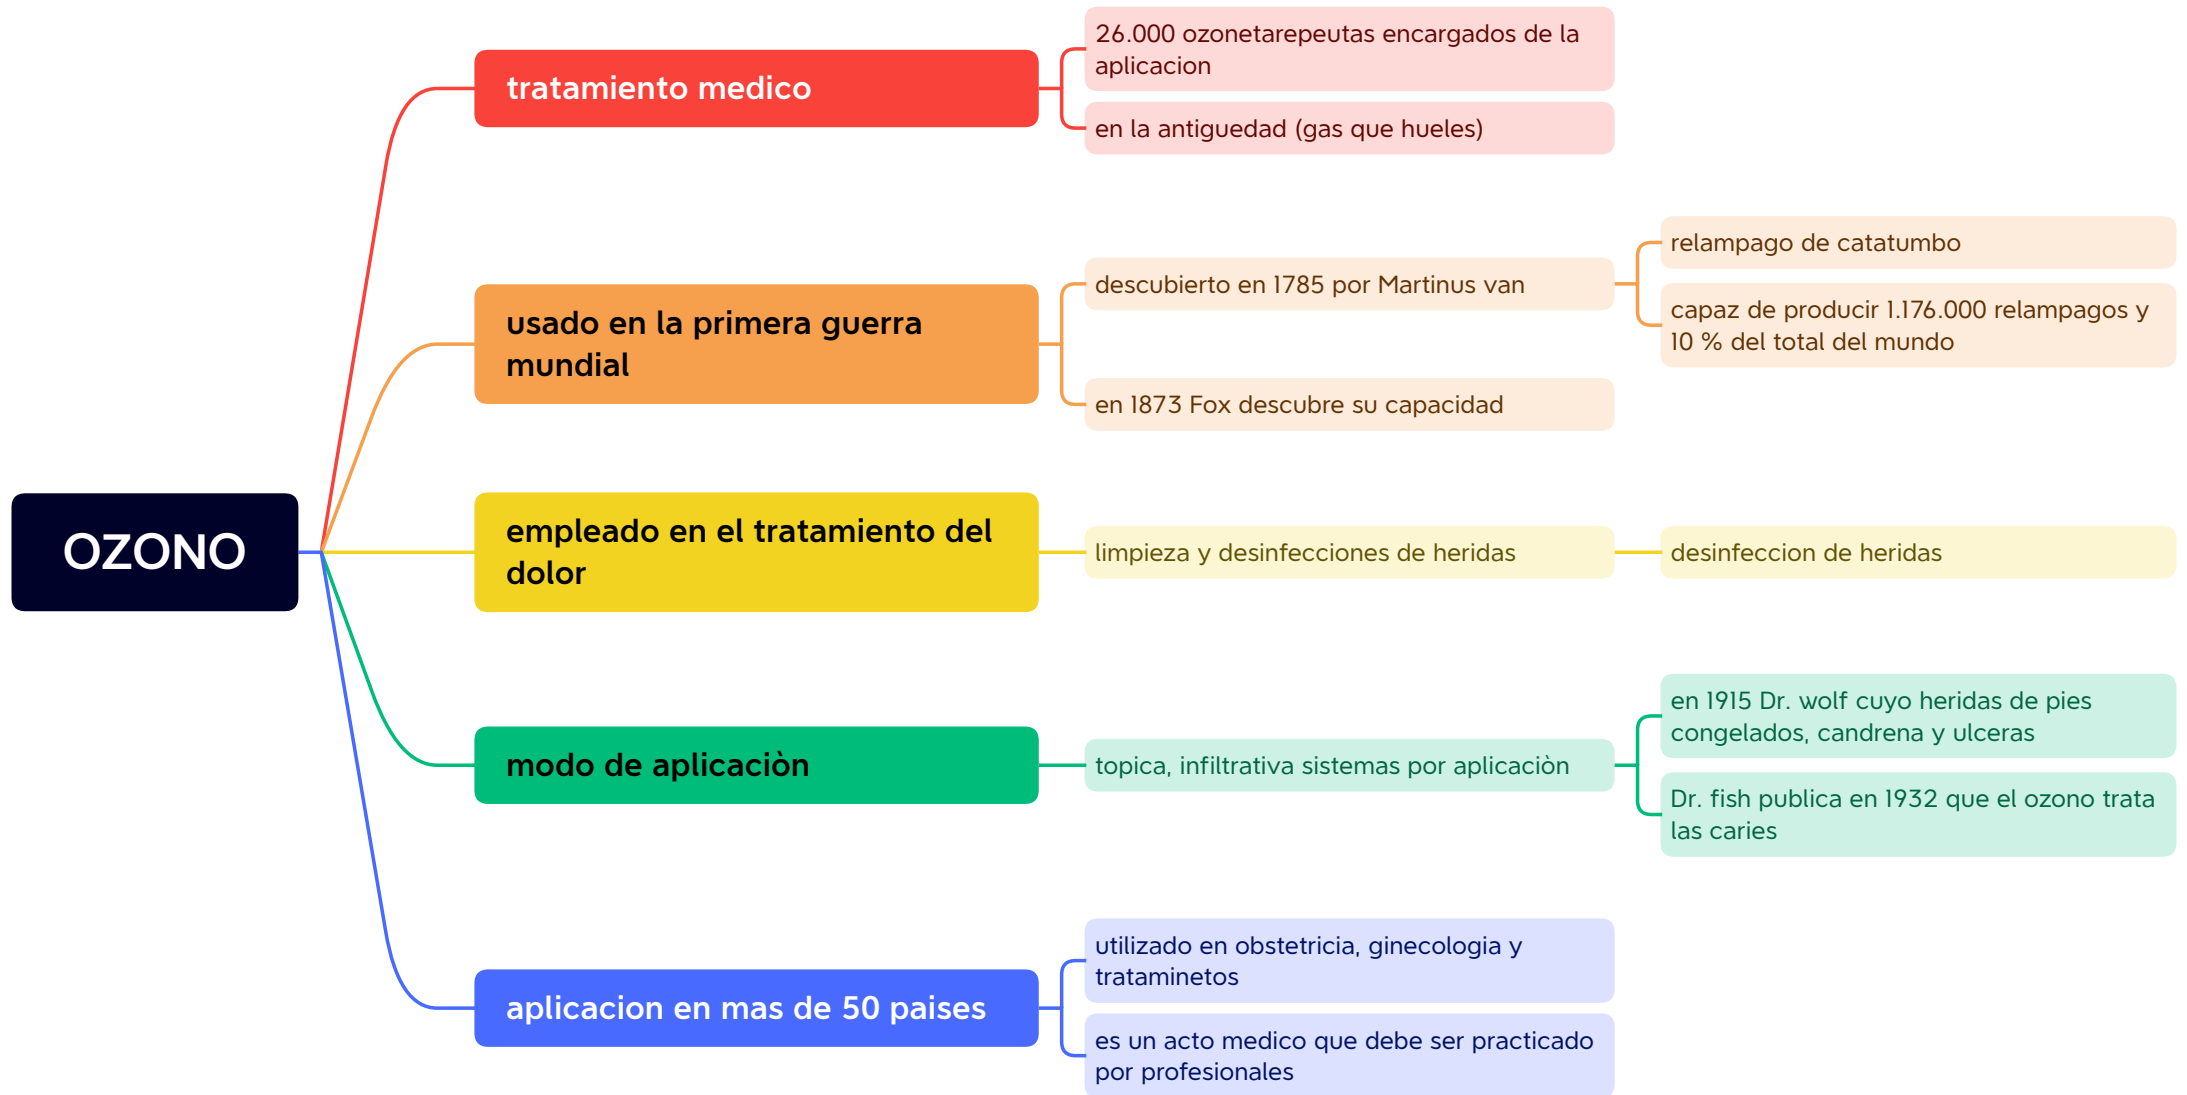 26.000 ozonetarepeutas encargados de la
aplicacion
tratamiento medico
en la antiguedad (gas que hueles)
relampago de catatumbo
descubierto en 1785 por Martinus van
capaz de producir 1.176.000 relampagos y
10 % del total del mundo
usado en la primera guerra
mundial
en 1873 Fox descubre su capacidad
OZONO
empleado en el tratamiento del
dolor
limpieza y desinfecciones de heridas
desinfeccion de heridas
en 1915 Dr. wolf cuyo heridas de pies
congelados, candrena y ulceras
modo de aplicaciòn
topica, infiltrativa sistemas por aplicaciòn
Dr. fish publica en 1932 que el ozono trata
las caries
utilizado en obstetricia, ginecologia y
trataminetos
aplicacion en mas de 50 paises
es un acto medico que debe ser practicado
por profesionales